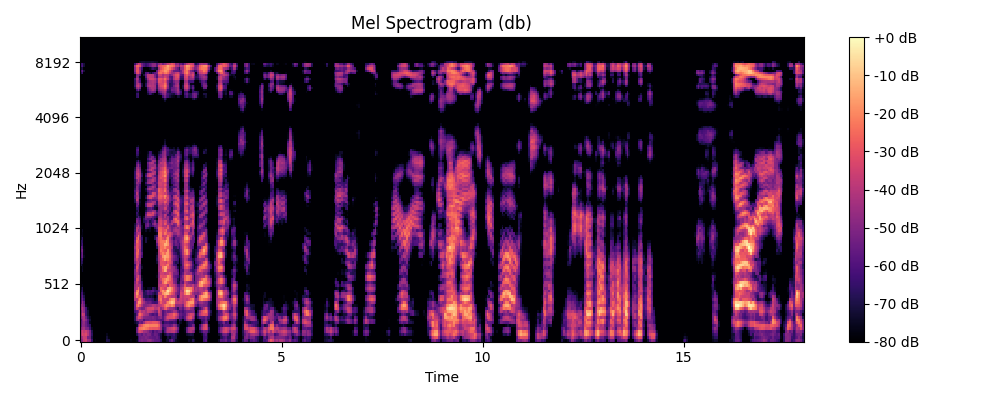 Mel Spectrogram (db)
+0 dB
8192
-10 dB
4096
-20 dB
-30 dB
Hz
2048
-40 dB
1024
-50 dB
-60 dB
512
-70 dB
0
-80 dB
0 5 10 15
Time